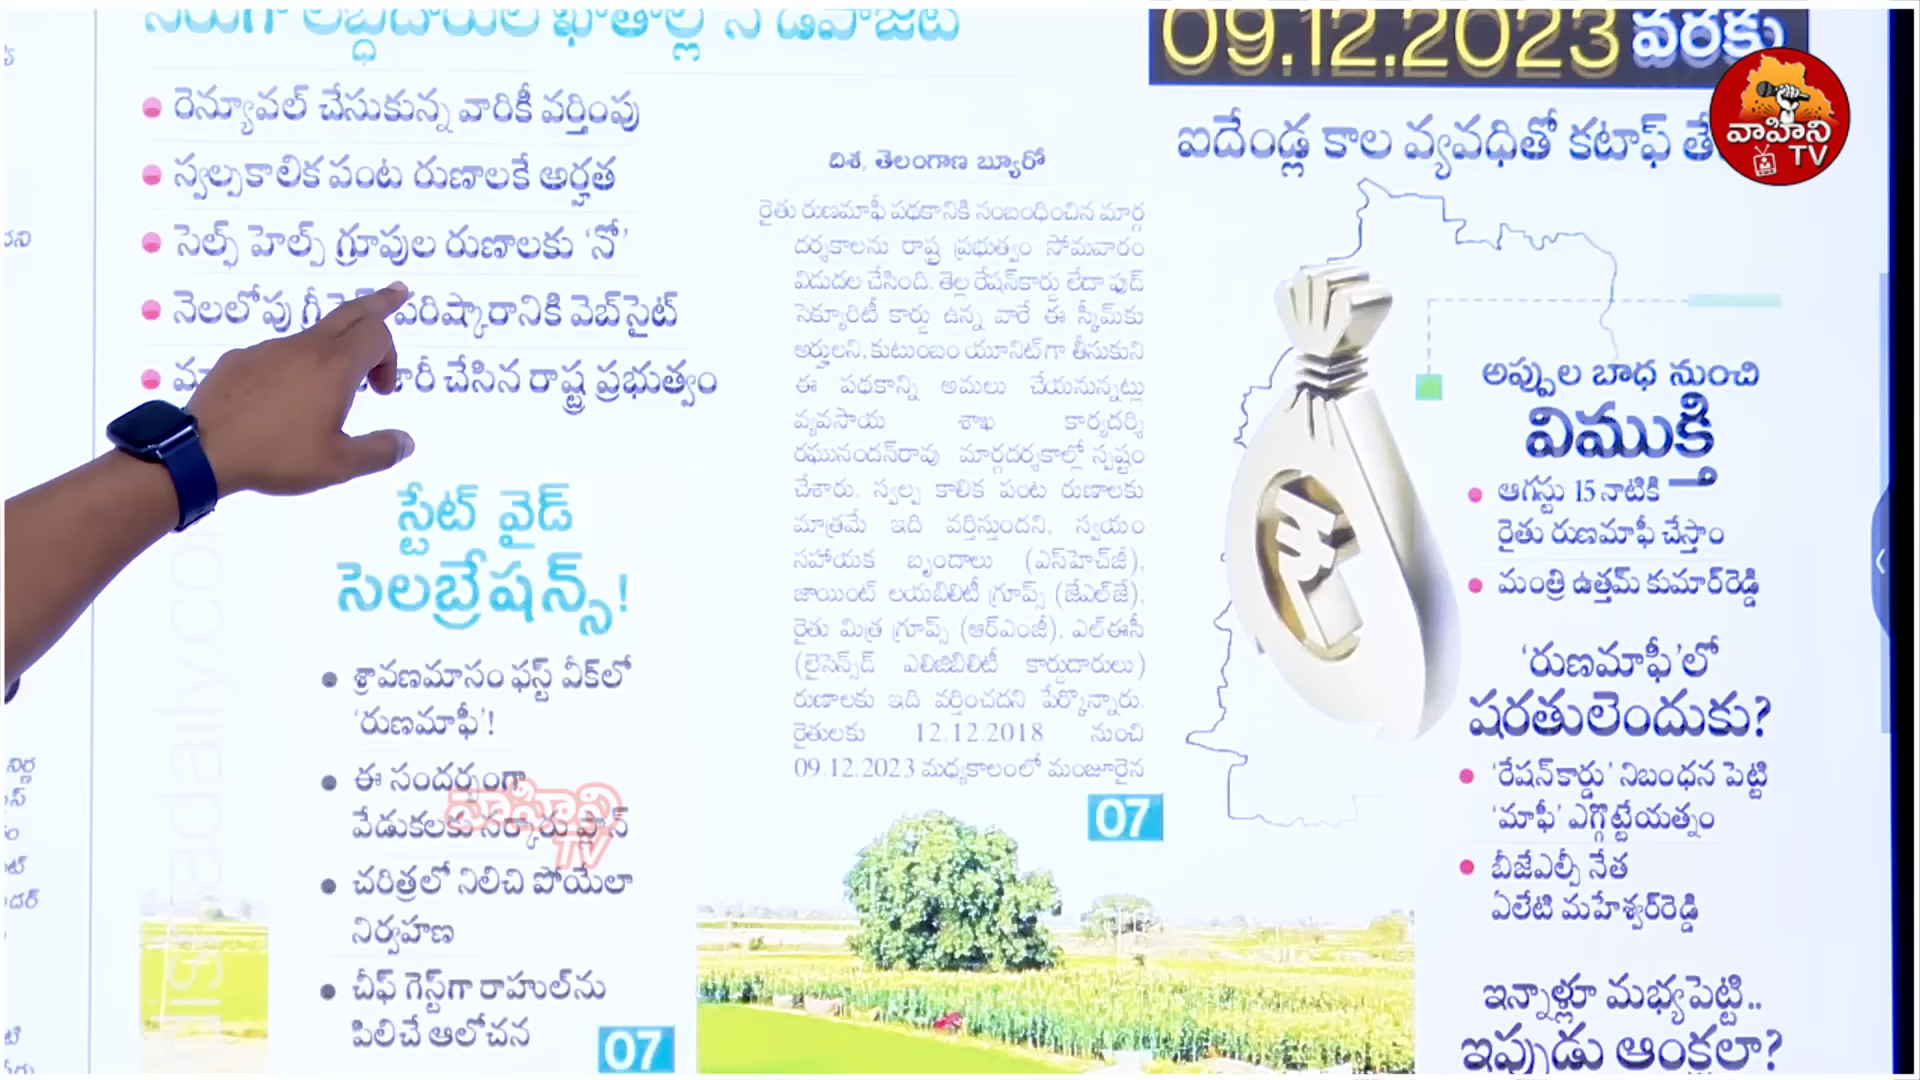 నేరుగా లబ్ధిదారుల ఖాతాల్లోనే డిపాజిట్
రెన్యూవల్ చేసుకున్న వారికీ వర్తింపు
స్వల్పకాలిక పంట రుణాలకే అర్హత
సెల్ఫ్ హెల్ప్ గ్రూపుల రుణాలకు ‘నో’
నెలలోపు పరిష్కారానికి వెబ్‌సైట్
జారీ చేసిన రాష్ట్ర ప్రభుత్వం
స్టేట్ వైడ్
సెలబ్రేషన్స్!
శ్రావణమాసం ఫస్ట్ వీక్‌లో
‘రుణమాఫీ’!
ఈ సందర్భంగా
వేడుకలకు సర్కారు ప్లాన్
చరిత్రలో నిలిచి పోయేలా
నిర్వహణ
చీఫ్ గెస్ట్‌గా రాహుల్‌ను
పిలిచే ఆలోచన
07
దిశ, తెలంగాణ బ్యూరో
రైతు రుణమాఫీ పథకానికి సంబంధించిన మార్గ
దర్శకాలను రాష్ట్ర ప్రభుత్వం సోమవారం
విడుదల చేసింది. తెల్ల రేషన్‌కార్డు లేదా ఫుడ్
సెక్యూరిటీ కార్డు ఉన్న వారే ఈ స్కీమ్‌కు
అర్హులని, కుటుంబం యూనిట్‌గా తీసుకుని
ఈ పథకాన్ని అమలు చేయనున్నట్లు
వ్యవసాయ శాఖ కార్యదర్శి
రఘునందన్‌రావు మార్గదర్శకాల్లో స్పష్టం
చేశారు. స్వల్ప కాలిక పంట రుణాలకు
మాత్రమే ఇది వర్తిస్తుందని, స్వయం
సహాయక బృందాలు (ఎస్‌హెచ్‌జీ),
జాయింట్ లయబిలిటీ గ్రూప్స్ (జేఎల్‌జే),
రైతు మిత్ర గ్రూప్స్ (ఆర్ఎంజీ), ఎల్ఈసీ
(లైసెన్స్‌డ్ ఎలిజిబిలిటీ కార్డుదారులు)
రుణాలకు ఇది వర్తించదని పేర్కొన్నారు.
రైతులకు 12.12.2018 నుంచి
09.12.2023 మధ్యకాలంలో మంజూరైన
07
09.12.2023 వరకు
ఐదేండ్ల కాల వ్యవధితో కటాఫ్
అప్పుల బాధ నుంచి
విముక్తి
ఆగస్టు 15 నాటికి
రైతు రుణమాఫీ చేస్తాం
మంత్రి ఉత్తమ్ కుమార్‌రెడ్డి
‘రుణమాఫీ’లో
షరతులెందుకు?
‘రేషన్‌కార్డు’ నిబంధన పెట్టి
‘మాఫీ’ ఎగ్గొట్టేయత్నం
బీజేఎల్పీ నేత
ఏలేటి మహేశ్వర్‌రెడ్డి
ఇన్నాళ్లూ మభ్యపెట్టి..
ఇప్పుడు ఆంక్షలా?
వాహిని
TV
వాహిని
TV